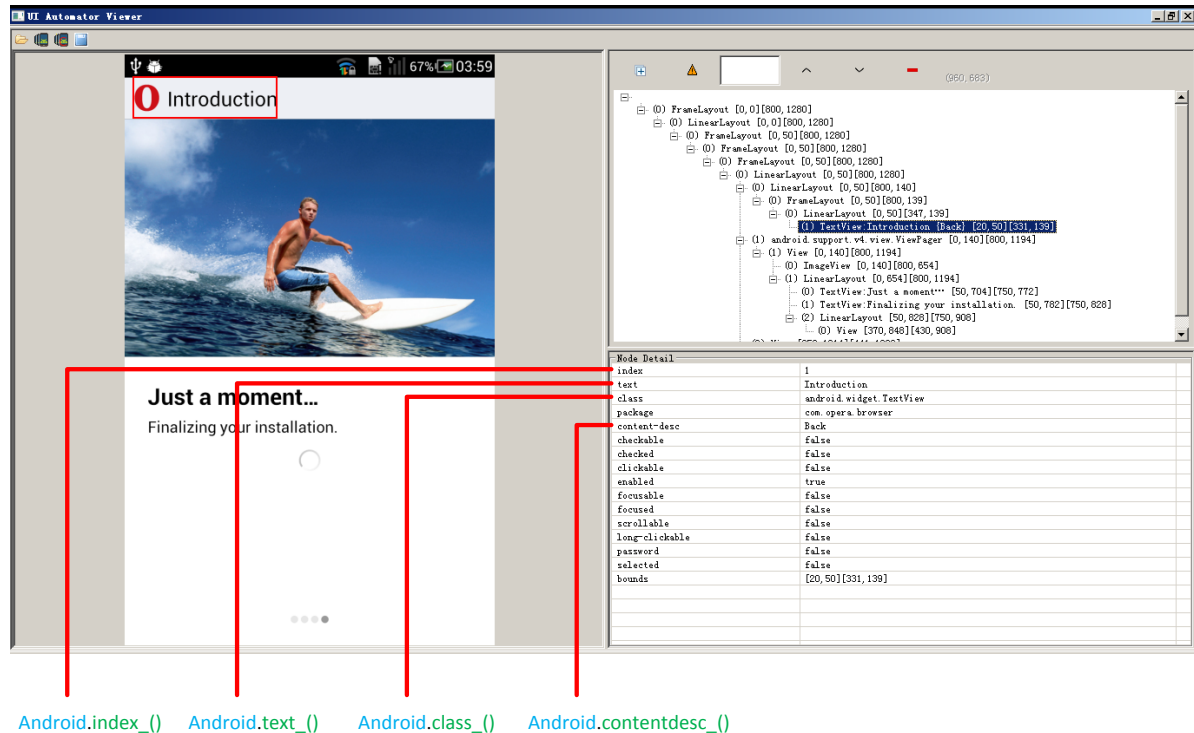 UI Automator Viewer
67% 03:59
Introduction
Just a moment...
Finalizing your installation.
(960,683)
(0) FrameLayout [0,0][800,1280]
(0) LinearLayout [0,0][800,1280]
(0) FrameLayout [0,50][800,1280]
(0) FrameLayout [0,50][800,1280]
(0) FrameLayout [0,50][800,1280]
(0) LinearLayout [0,50][800,1280]
(0) LinearLayout [0,50][800,140]
(0) FrameLayout [0,50][800,139]
(0) LinearLayout [0,50][347,139]
(1) TextView:Introduction {Back} [20,50][331,139]
(1) android.support.v4.view.ViewPager [0,140][800,1194]
(1) View [0,140][800,1194]
(0) ImageView [0,140][800,654]
(1) LinearLayout [0,654][800,1194]
(0) TextView:Just a moment… [50,704][750,772]
(1) TextView:Finalizing your installation. [50,782][750,828]
(2) LinearLayout [50,828][750,908]
(0) View [370,848][430,908]
Node Detail
index 1
text Introduction
class android.widget.TextView
package com.opera.browser
content-desc Back
checkable false
checked false
clickable false
enabled true
focusable false
focused false
scrollable false
long-clickable false
password false
selected false
bounds [20,50][331,139]
Android.index_() Android.text_() Android.class_() Android.contentdesc_()